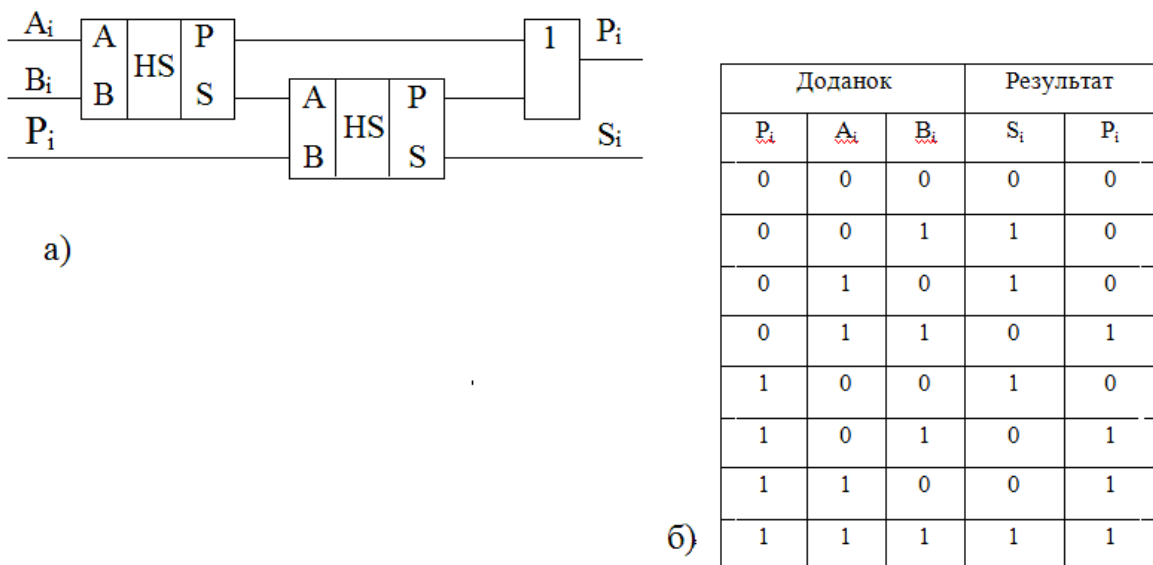 Ai A P 1 Pi
HS
Bi B S A P
Pi HS Si
B S
а)
Доданок Результат
Pi Ai Bi Si Pi
0 0 0 0 0
0 0 1 1 0
0 1 0 1 0
0 1 1 0 1
1 0 0 1 0
1 0 1 0 1
1 1 0 0 1
1 1 1 1 1
б)